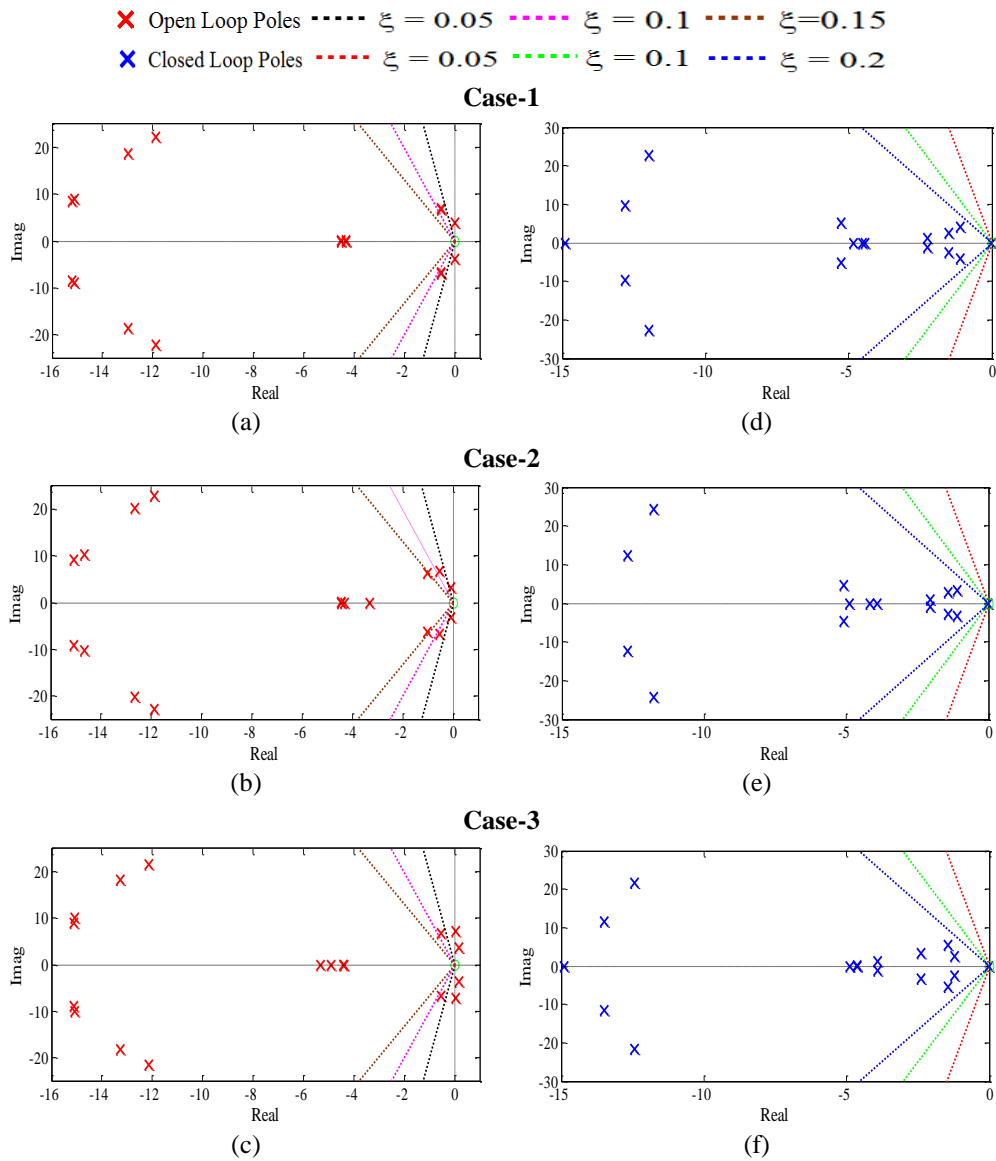 Open Loop Poles ξ = 0.05 ξ = 0.1 ξ=0.15
Closed Loop Poles ξ = 0.05 ξ = 0.1 ξ = 0.2
Case-1
20
10
0
-10
-20
Imag
-16 -14 -12 -10 -8 -6 -4 -2 0
Real
(a)
30
20
10
0
-10
-20
-30
Imag
-15 -10 -5 0
Real
(d)
Case-2
20
10
0
-10
-20
Imag
-16 -14 -12 -10 -8 -6 -4 -2 0
Real
(b)
30
20
10
0
-10
-20
-30
Imag
-15 -10 -5 0
Real
(e)
Case-3
20
10
0
-10
-20
Imag
-16 -14 -12 -10 -8 -6 -4 -2 0
Real
(c)
30
20
10
0
-10
-20
-30
Imag
-15 -10 -5 0
Real
(f)